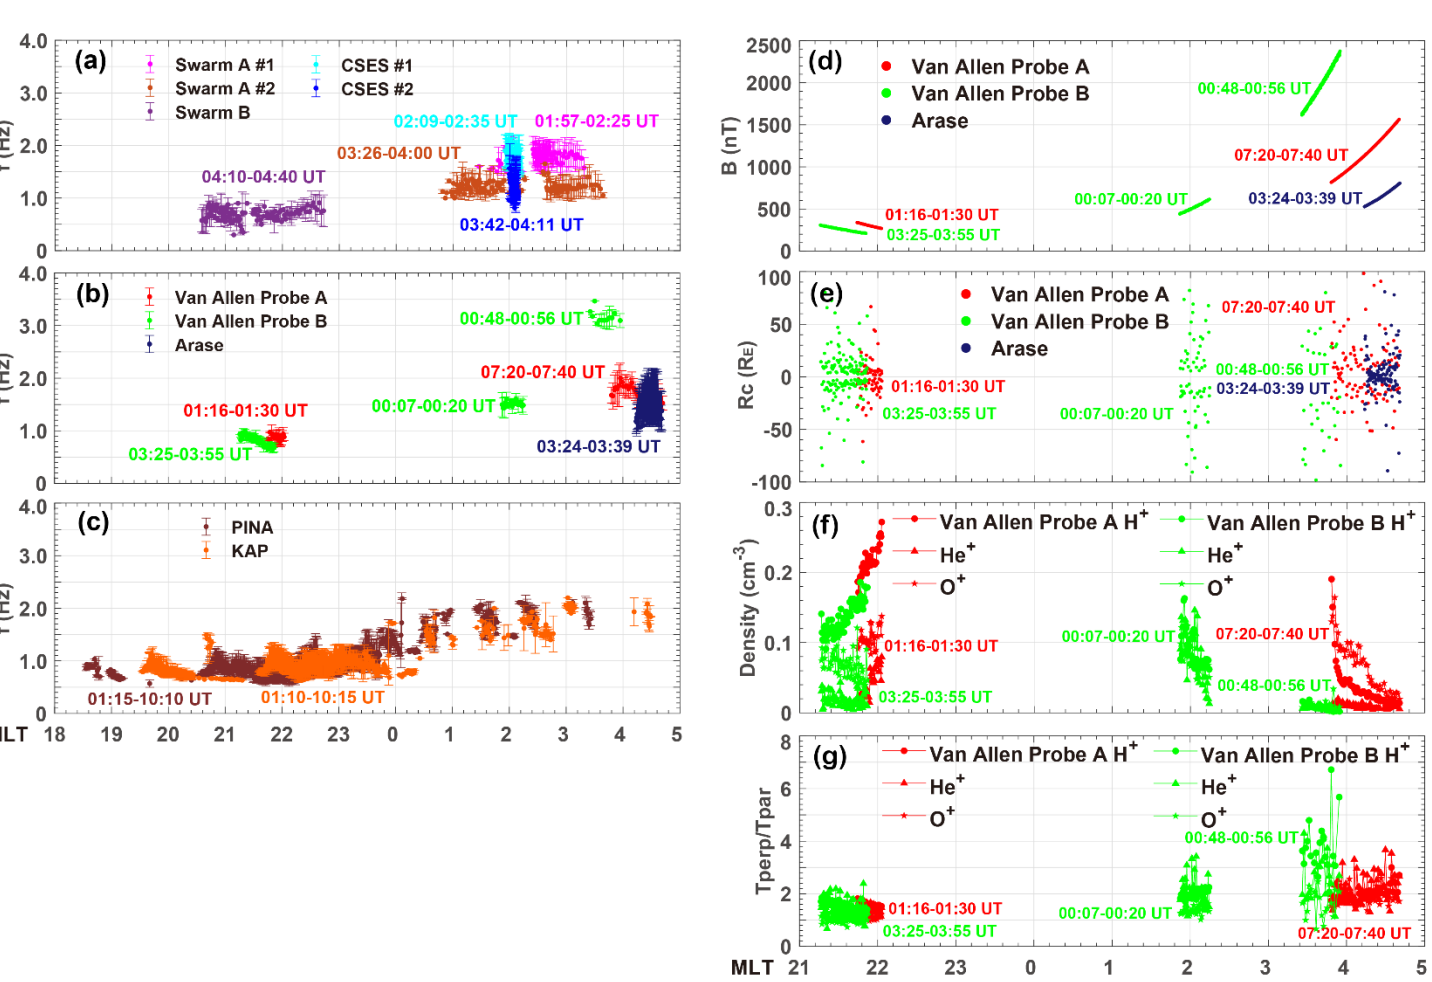 (a)
Swarm A #1
Swarm A #2
Swarm B
CSES #1
CSES #2
02:09-02:35 UT
01:57-02:25 UT
03:26-04:00 UT
04:10-04:40 UT
03:42-04:11 UT
4.0
3.0
2.0
1.0
0
(Hz)
(b)
Van Allen Probe A
Van Allen Probe B
Arase
00:48-00:56 UT
07:20-07:40 UT
00:07-00:20 UT
01:16-01:30 UT
03:25-03:55 UT
03:24-03:39 UT
4.0
3.0
2.0
1.0
0
(Hz)
(c)
PINA
KAP
01:15-10:10 UT
01:10-10:15 UT
4.0
3.0
2.0
1.0
0
(Hz)
18 19 20 21 22 23 0 1 2 3 4 5
(d)
Van Allen Probe A
Van Allen Probe B
Arase
00:48-00:56 UT
07:20-07:40 UT
00:07-00:20 UT
03:24-03:39 UT
01:16-01:30 UT
03:25-03:55 UT
2500
2000
1500
1000
500
0
B (nT)
(e)
Van Allen Probe A
Van Allen Probe B
Arase
07:20-07:40 UT
00:48-00:56 UT
03:24-03:39 UT
01:16-01:30 UT
03:25-03:55 UT
00:07-00:20 UT
100
50
0
-50
-100
Rc (RE)
(f)
Van Allen Probe A H+
He+
O+
Van Allen Probe B H+
He+
O+
01:16-01:30 UT
03:25-03:55 UT
00:07-00:20 UT
07:20-07:40 UT
00:48-00:56 UT
0.3
0.2
0.1
0
Density (cm-3)
(g)
Van Allen Probe A H+
He+
O+
Van Allen Probe B H+
He+
O+
00:48-00:56 UT
01:16-01:30 UT
03:25-03:55 UT
00:07-00:20 UT
07:20-07:40 UT
8
6
4
2
0
Tperp/Tpar
MLT 21 22 23 0 1 2 3 4 5